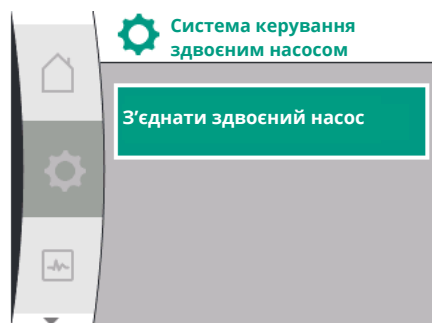 Система керування
здвоєним насосом
З’єднати здвоєний насос